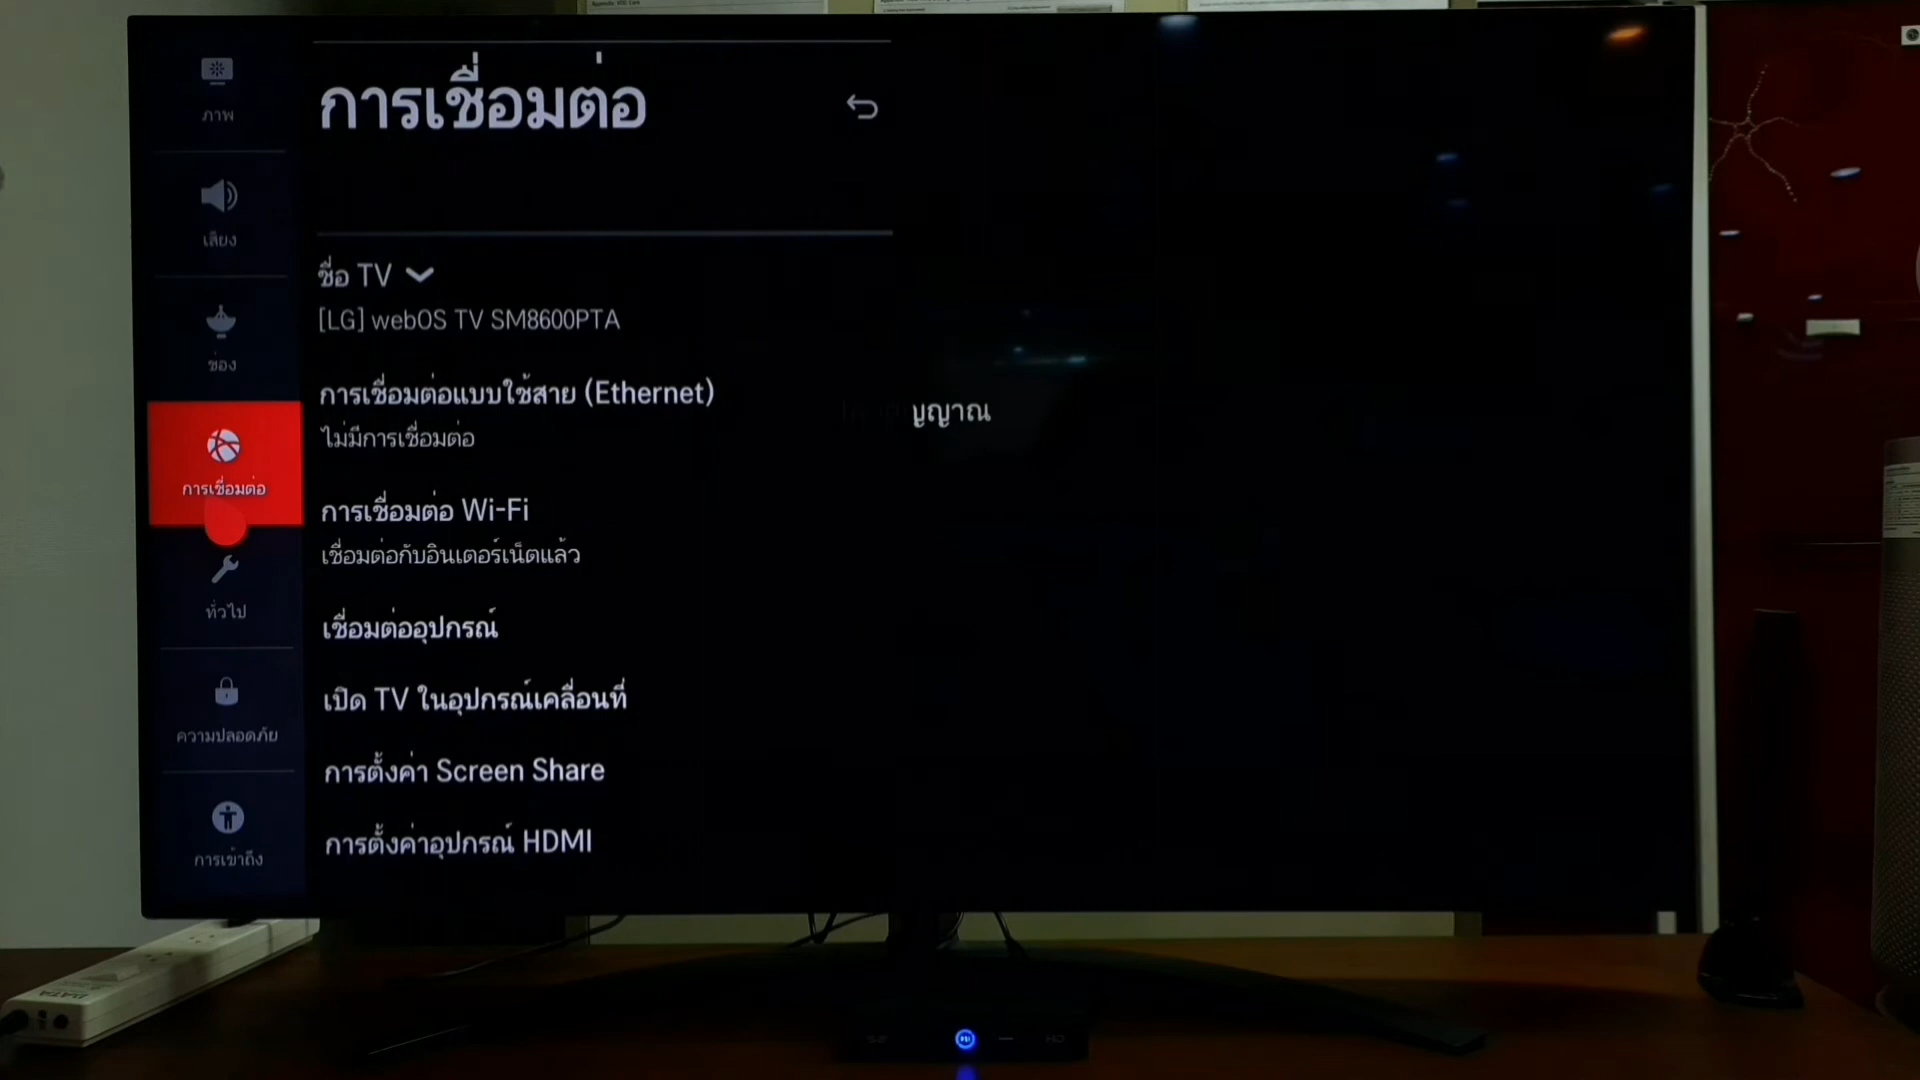 ภาพ
เสียง
ช่อง
การเชื่อมต่อ
ทั่วไป
ความปลอดภัย
การเข้าถึง
การเชื่อมต่อ
ชื่อ TV
[LG] webOS TV SM8600PTA
การเชื่อมต่อแบบใช้สาย (Ethernet)
ไม่มีการเชื่อมต่อ
การเชื่อมต่อ Wi-Fi
เชื่อมต่อกับอินเตอร์เน็ตแล้ว
เชื่อมต่ออุปกรณ์
เปิด TV ในอุปกรณ์เคลื่อนที่
การตั้งค่า Screen Share
การตั้งค่าอุปกรณ์ HDMI
ญญาณ
DATA
HD